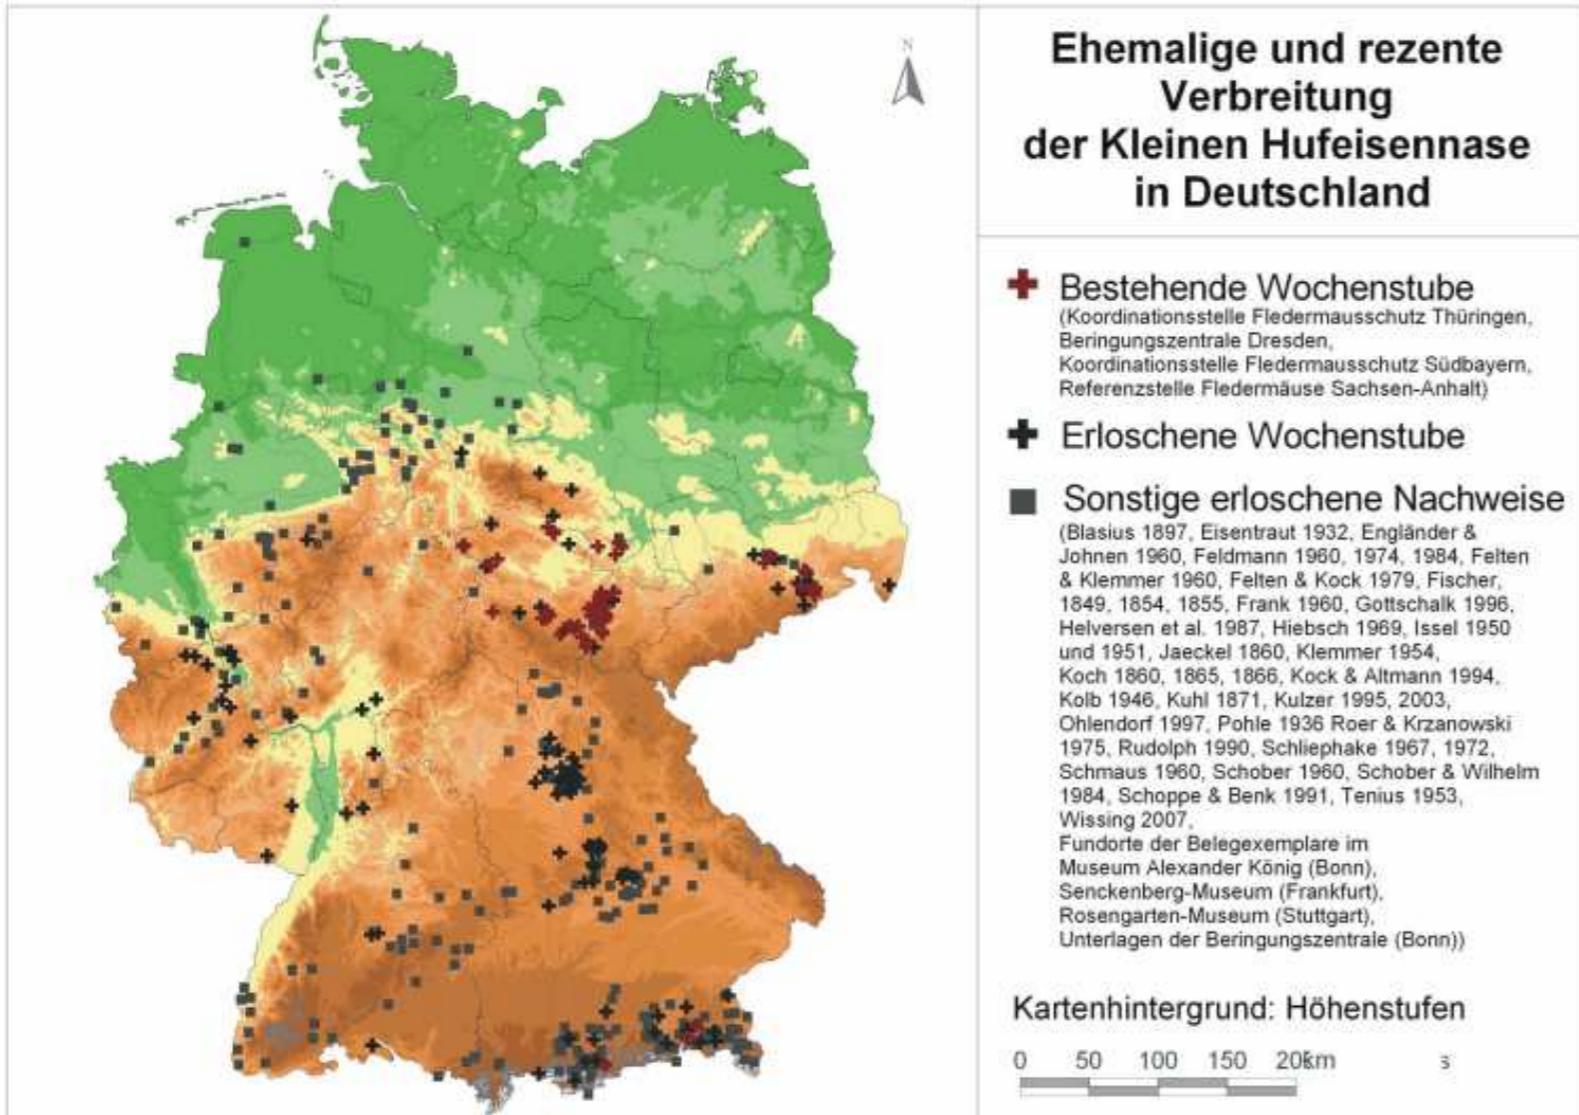 N
Ehemalige und rezente
Verbreitung
der Kleinen Hufeisennase
in Deutschland
Bestehende Wochenstube
(Koordinationsstelle Fledermausschutz Thüringen,
Beringungszentrale Dresden,
Koordinationsstelle Fledermausschutz Südbayern,
Referenzstelle Fledermäuse Sachsen-Anhalt)
Erloschene Wochenstube
Sonstige erloschene Nachweise
(Blasius 1897, Eisentraut 1932, Engländer &
Johnen 1960, Feldmann 1960, 1974, 1984, Felten
& Klemmer 1960, Felten & Kock 1979, Fischer,
1849, 1854, 1855, Frank 1960, Gottschalk 1996,
Helversen et al. 1987, Hiebsch 1969, Issel 1950
und 1951, Jaeckel 1860, Klemmer 1954,
Koch 1860, 1865, 1866, Kock & Altmann 1994,
Kolb 1946, Kuhl 1871, Kulzer 1995, 2003,
Ohlendorf 1997, Pohle 1936 Roer & Krzanowski
1975, Rudolph 1990, Schliephake 1967, 1972,
Schmaus 1960, Schober 1960, Schober & Wilhelm
1984, Schoppe & Benk 1991, Tenius 1953,
Wissing 2007,
Fundorte der Belegexemplare im
Museum Alexander König (Bonn),
Senckenberg-Museum (Frankfurt),
Rosengarten-Museum (Stuttgart),
Unterlagen der Beringungszentrale (Bonn))
Kartenhintergrund: Höhenstufen
0 50 100 150 200km s